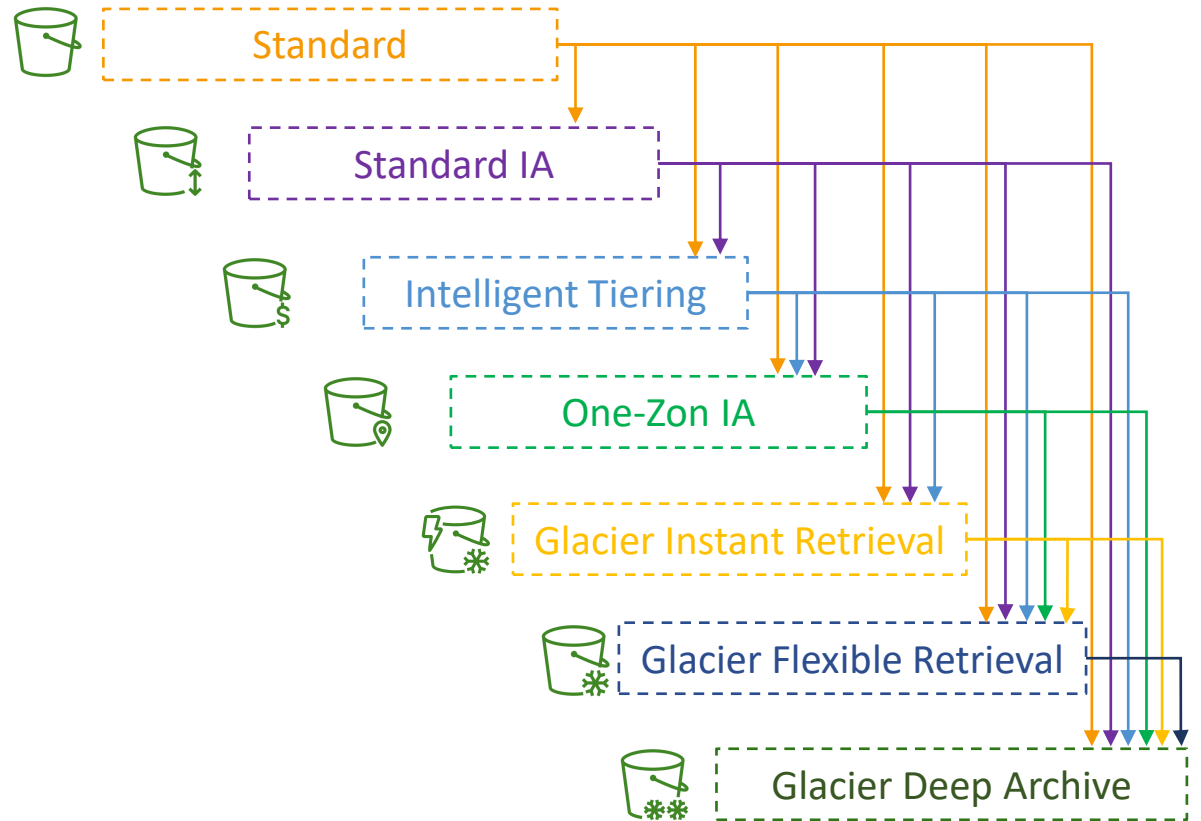 Standard
Standard IA
Intelligent Tiering
$
One-Zon IA
Glacier Instant Retrieval
Glacier Flexible Retrieval
Glacier Deep Archive